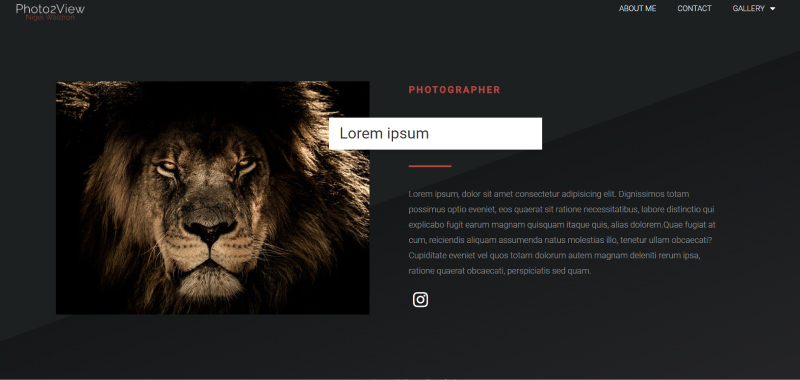 Photo2View
Nigel Waldron
ABOUT ME
CONTACT
GALLERY
PHOTOGRAPHER
Lorem ipsum
Lorem ipsum, dolor sit amet consectetur adipisicing elit. Dignissimos totam
possimus optio eveniet, eos quaerat sit ratione necessitatibus, labore distinctio qui
explicabo fugit earum magnam quisquam itaque quis, alias dolorem.Quae fugiat at
cum, reiciendis aliquam assumenda natus molestias illo, tenetur ullam obcaecati?
Cupiditate eveniet vel quos totam dolorum autem magnam deleniti rerum ipsa,
ratione quaerat obcaecati, perspiciatis sed quam.